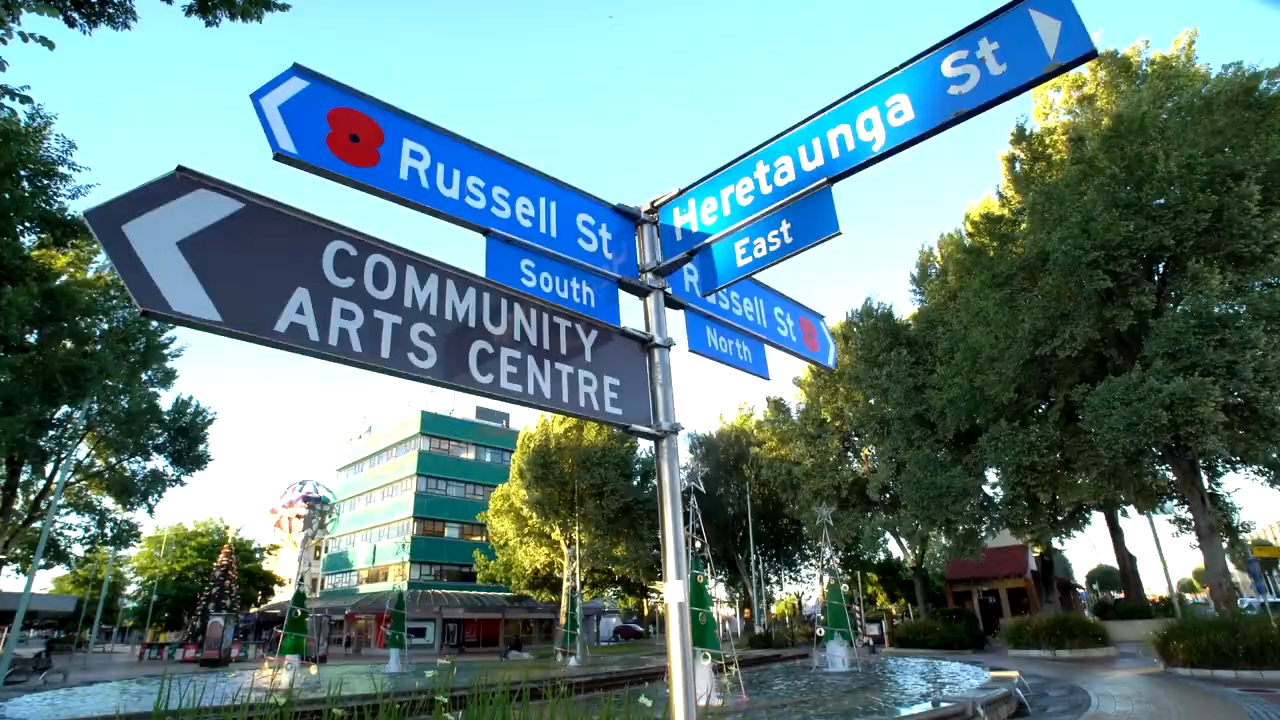 Russell St
South
COMMUNITY
ARTS CENTRE
Heretaunga St
East
Russell St
North